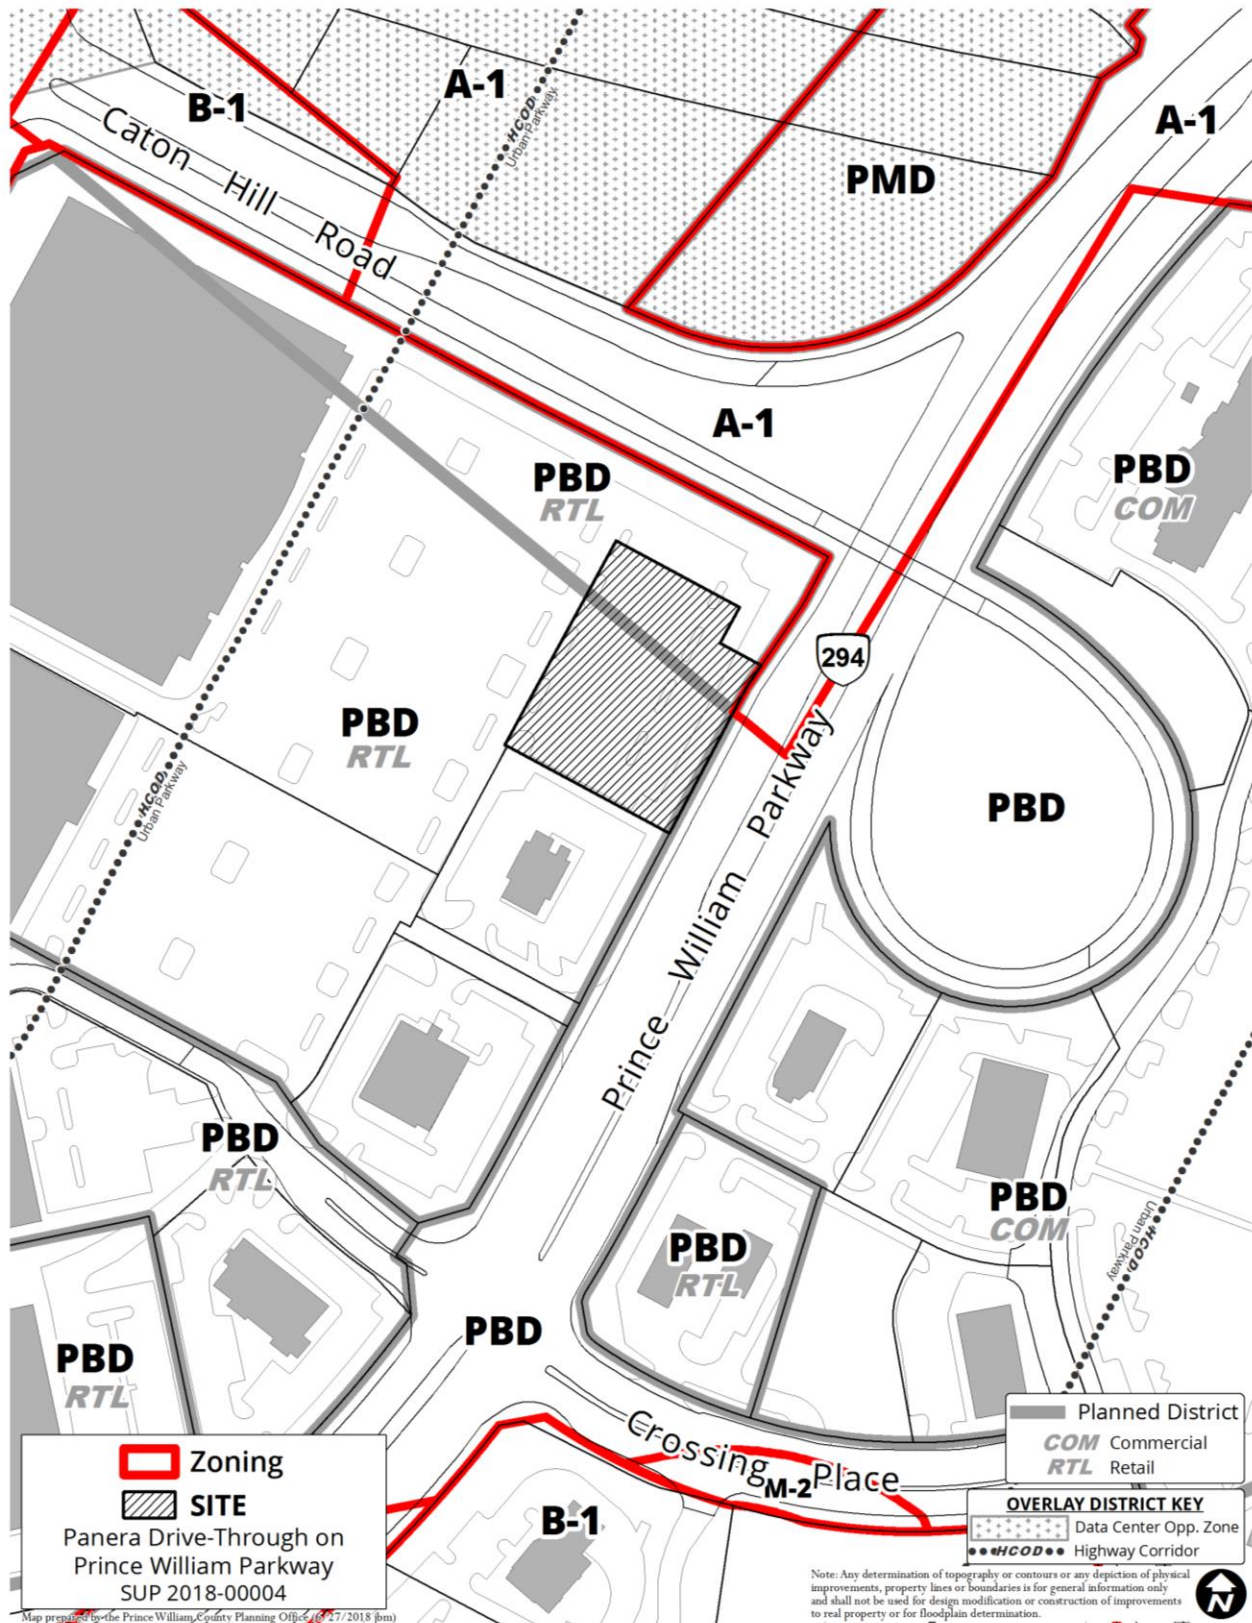 B-1
A-1
HCOD
Urban Parkway
A-1
PMD
Caton Hill Road
A-1
PBD
RTL
PBD
COM
294
PBD
RTL
HCOD
Urban Parkway
PBD
Prince William Parkway
PBD
RTL
PBD
COM
HCOD
Urban Parkway
PBD
RTL
PBD
PBD
RTL
Crossing Place
M-2
B-1
Zoning
SITE
Panera Drive-Through on
Prince William Parkway
SUP 2018-00004
Map prepared by the Prince William County Planning Office (6/27/2018 jbm)
Planned District
COM Commercial
RTL Retail
OVERLAY DISTRICT KEY
Data Center Opp. Zone
HCOD Highway Corridor
Note: Any determination of topography or contours or any depiction of physical
improvements, property lines or boundaries is for general information only
and shall not be used for design modification or construction of improvements
to real property or for floodplain determination.
N